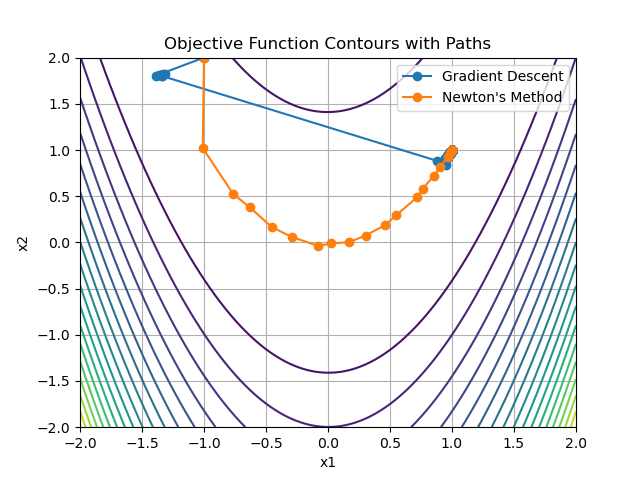 Objective Function Contours with Paths
Gradient Descent
Newton's Method
2.0
1.5
1.0
0.5
0.0
−0.5
−1.0
−1.5
−2.0
x2
−2.0 −1.5 −1.0 −0.5 0.0 0.5 1.0 1.5 2.0
x1